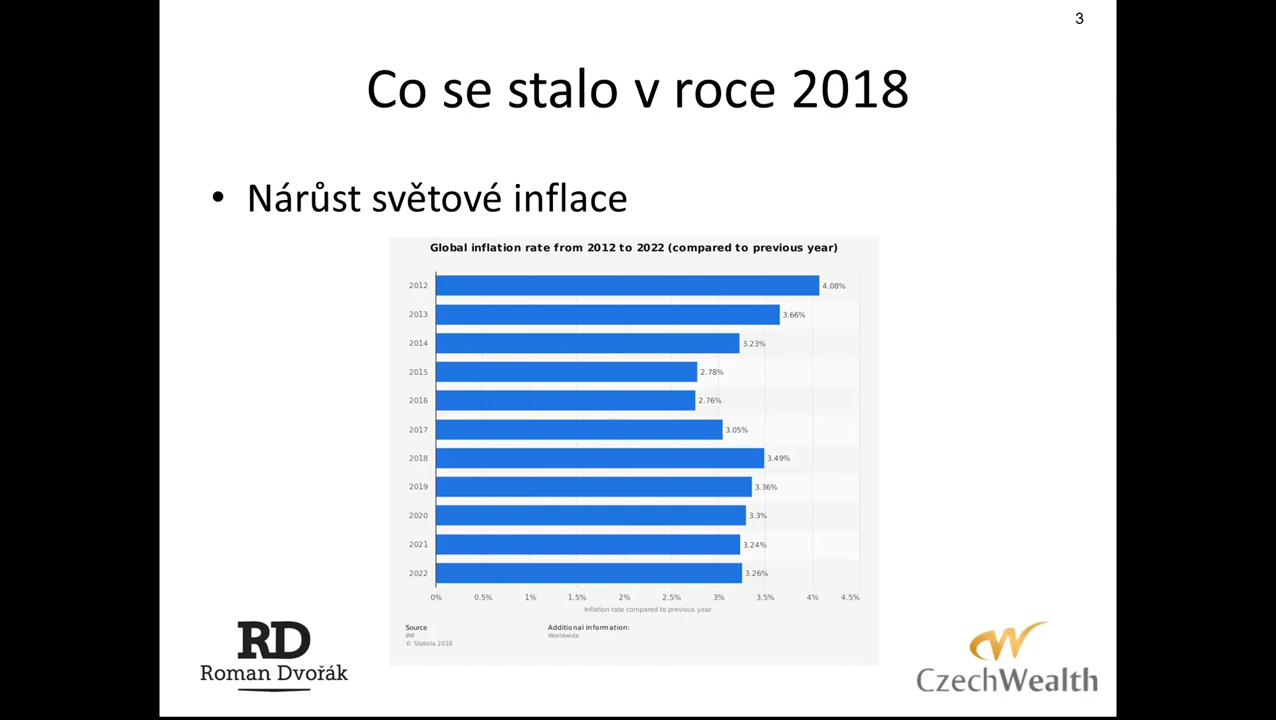 3
Co se stalo v roce 2018
• Nárůst světové inflace
Global inflation rate from 2012 to 2022 (compared to previous year)
2012 4.08%
2013 3.66%
2014 3.23%
2015 2.78%
2016 2.76%
2017 3.05%
2018 3.49%
2019 3.36%
2020 3.3%
2021 3.24%
2022 3.26%
0% 0.5% 1% 1.5% 2% 2.5% 3% 3.5% 4% 4.5%
Inflation rate compared to previous year
Source Additional Information:
IMF Worldwide
© Statista 2018
RD
Roman Dvořák
CzechWealth